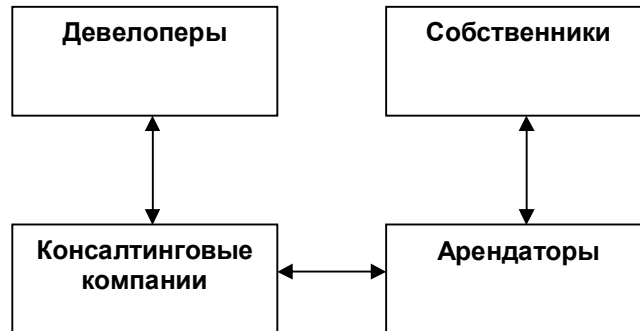 Девелоперы
Собственники
Консалтинговые
компании
Арендаторы